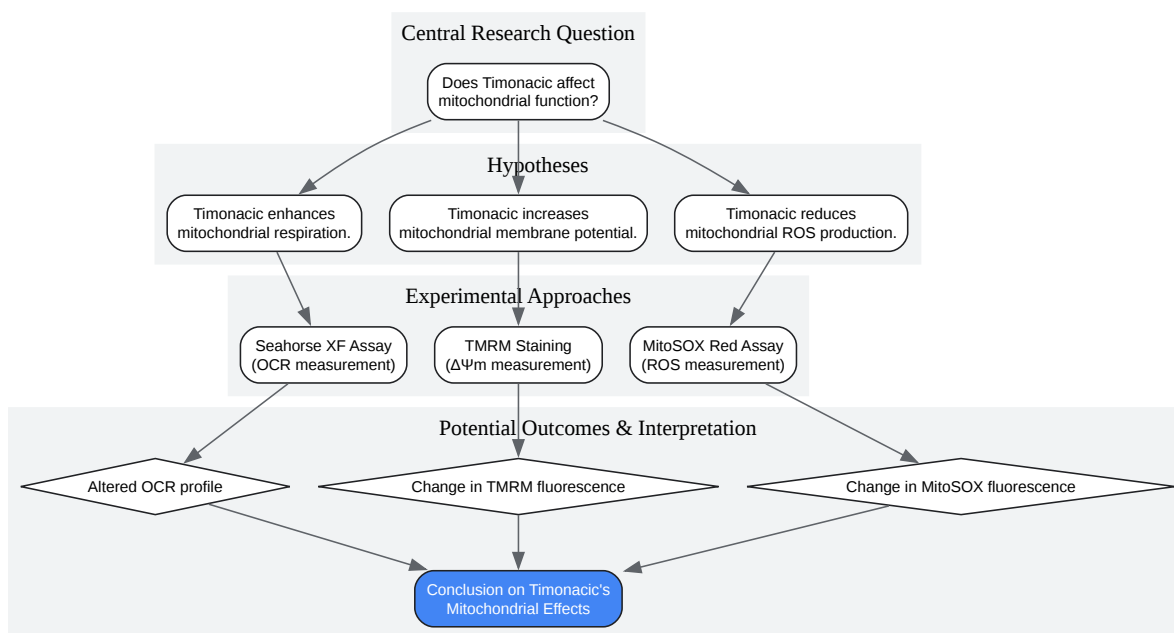 Central Research Question
Does Timonacic affect
mitochondrial function?
Hypotheses
Timonacic enhances
mitochondrial respiration.
Timonacic increases
mitochondrial membrane potential.
Timonacic reduces
mitochondrial ROS production.
Experimental Approaches
Seahorse XF Assay
(OCR measurement)
TMRM Staining
(ΔΨm measurement)
MitoSOX Red Assay
(ROS measurement)
Potential Outcomes & Interpretation
Altered OCR profile
Change in TMRM fluorescence
Change in MitoSOX fluorescence
Conclusion on Timonacic's
Mitochondrial Effects